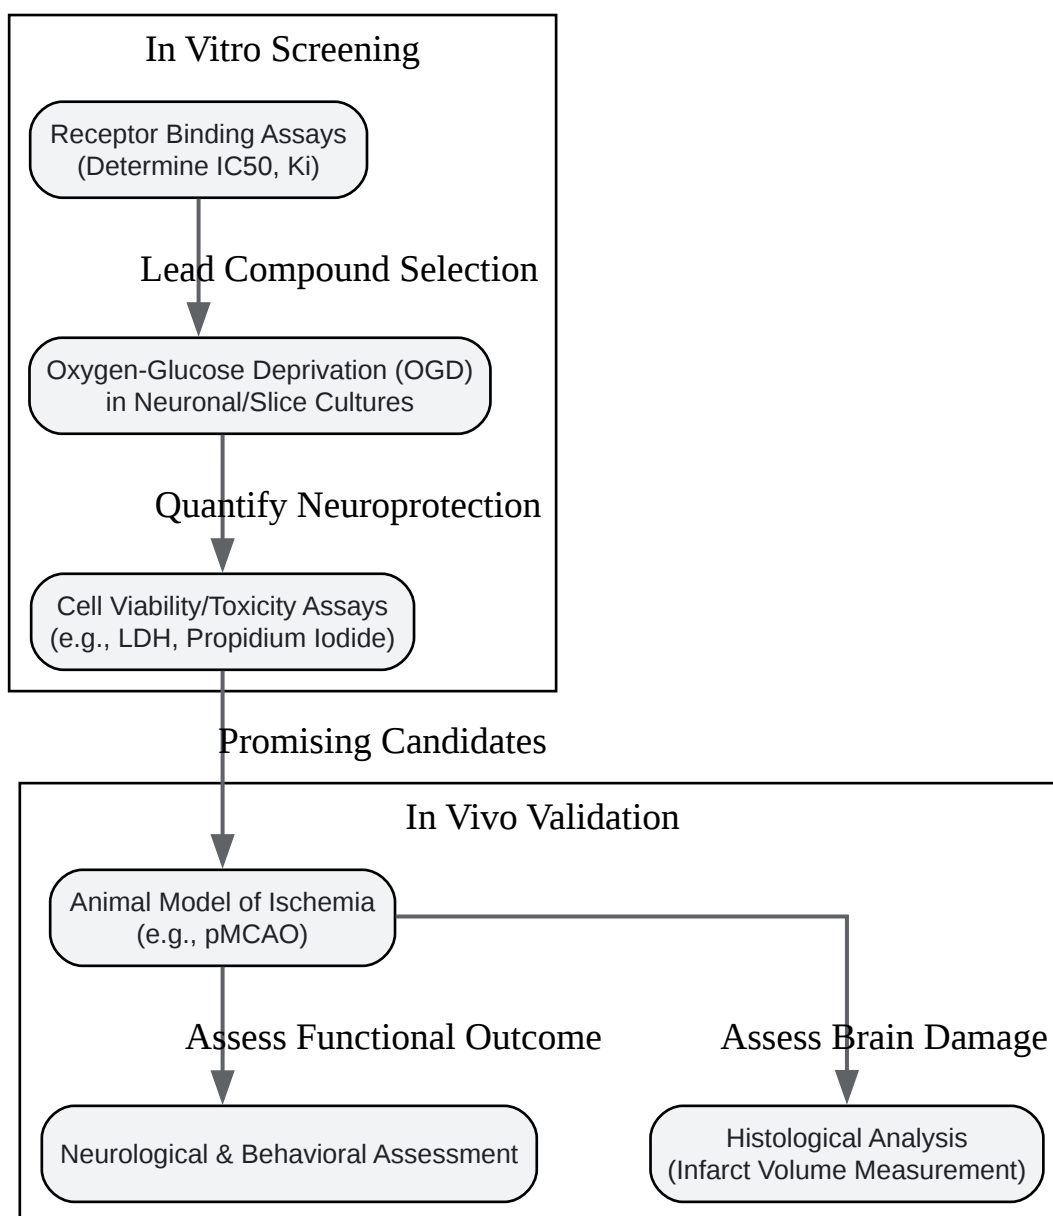 In Vitro Screening
Receptor Binding Assays
(Determine IC50, Ki)
Lead Compound Selection
Oxygen-Glucose Deprivation (OGD)
in Neuronal/Slice Cultures
Quantify Neuroprotection
Cell Viability/Toxicity Assays
(e.g., LDH, Propidium Iodide)
Promising Candidates
In Vivo Validation
Animal Model of Ischemia
(e.g., pMCAO)
Assess Functional Outcome
Assess Brain Damage
Neurological & Behavioral Assessment
Histological Analysis
(Infarct Volume Measurement)